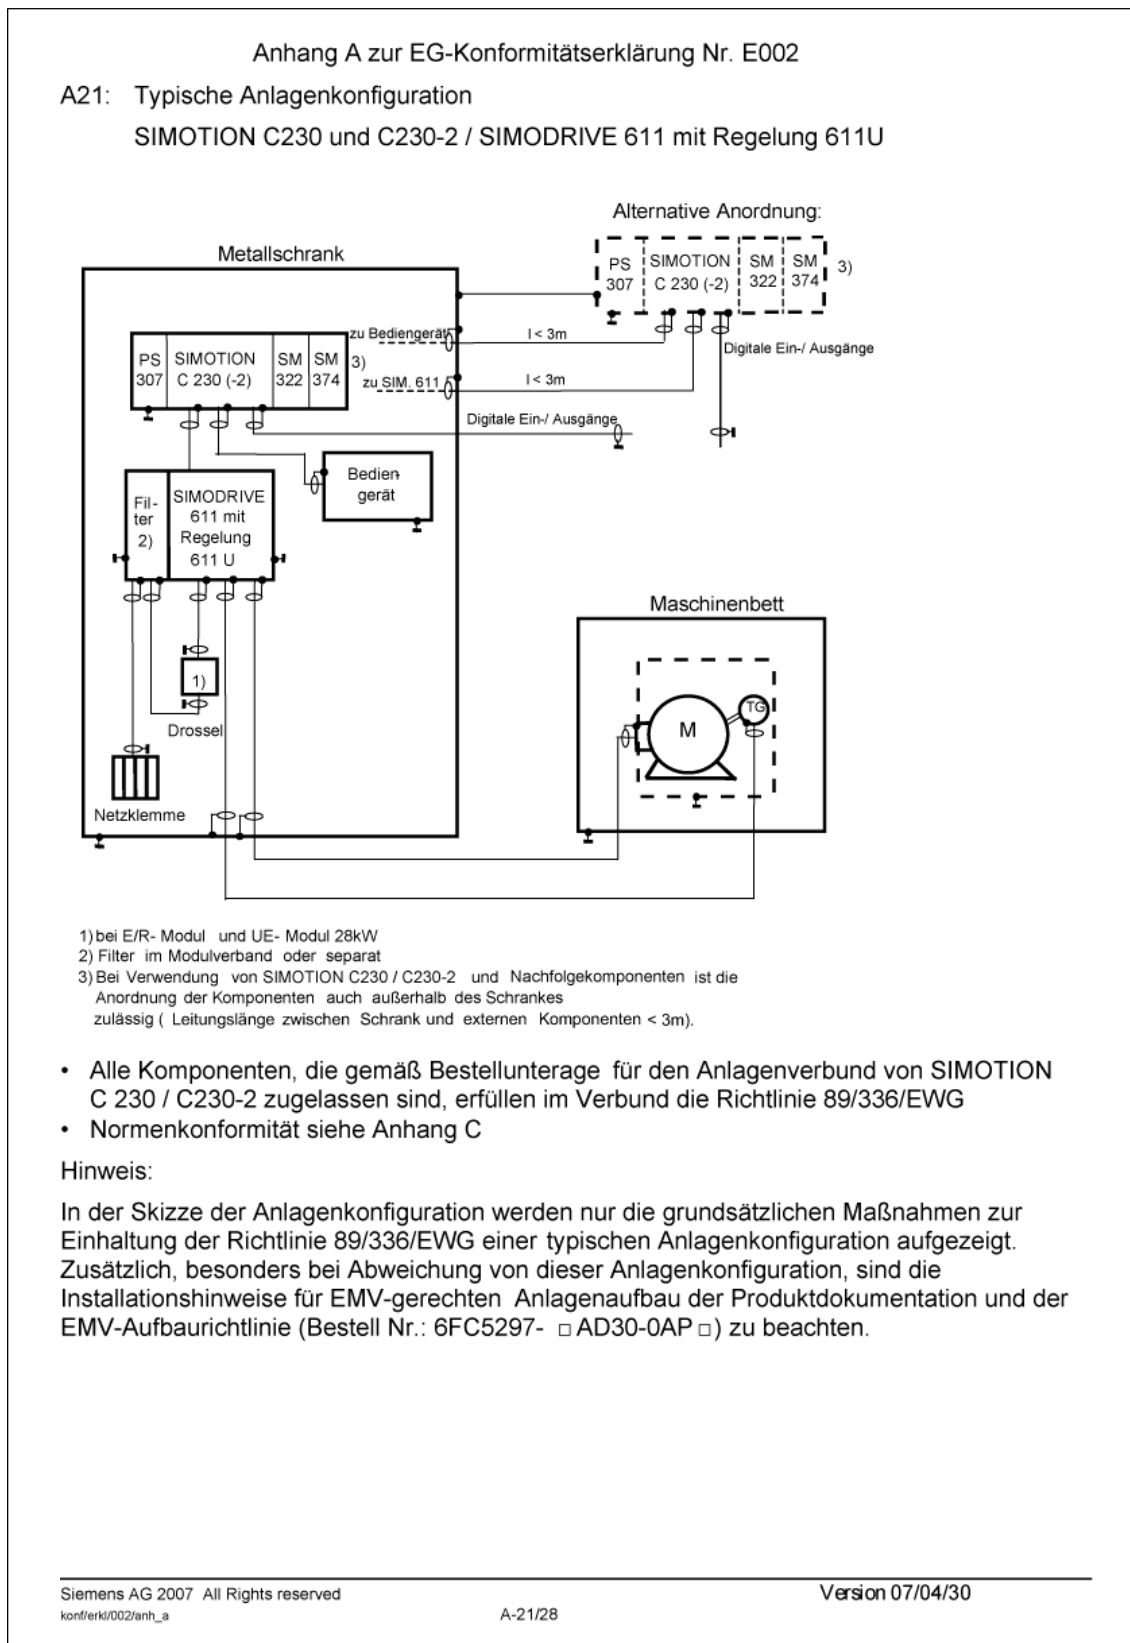 Anhang A zur EG-Konformitätserklärung Nr. E002
A21: Typische Anlagenkonfiguration
SIMOTION C230 und C230-2 / SIMODRIVE 611 mit Regelung 611U
Alternative Anordnung:
PS 307
SIMOTION C 230 (-2)
SM 322
SM 374
3)
Metallschrank
zu Bediengerät
l < 3m
Digitale Ein-/ Ausgänge
PS 307
SIMOTION C 230 (-2)
SM 322
SM 374
3)
zu SIM. 611
l < 3m
Digitale Ein-/ Ausgänge
Bedien-
gerät
Fil-
ter
2)
SIMODRIVE
611 mit
Regelung
611 U
Maschinenbett
1)
Drossel
M
TG
Netzklemme
1) bei E/R- Modul und UE- Modul 28kW
2) Filter im Modulverband oder separat
3) Bei Verwendung von SIMOTION C230 / C230-2 und Nachfolgekomponenten ist die
Anordnung der Komponenten auch außerhalb des Schrankes
zulässig ( Leitungslänge zwischen Schrank und externen Komponenten < 3m).
• Alle Komponenten, die gemäß Bestellunterage für den Anlagenverbund von SIMOTION
C 230 / C230-2 zugelassen sind, erfüllen im Verbund die Richtlinie 89/336/EWG
• Normenkonformität siehe Anhang C
Hinweis:
In der Skizze der Anlagenkonfiguration werden nur die grundsätzlichen Maßnahmen zur
Einhaltung der Richtlinie 89/336/EWG einer typischen Anlagenkonfiguration aufgezeigt.
Zusätzlich, besonders bei Abweichung von dieser Anlagenkonfiguration, sind die
Installationshinweise für EMV-gerechten Anlagenaufbau der Produktdokumentation und der
EMV-Aufbaurichtlinie (Bestell Nr.: 6FC5297- □ AD30-0AP □) zu beachten.
Siemens AG 2007 All Rights reserved
Version 07/04/30
konf/erkl/002/anh_a
A-21/28